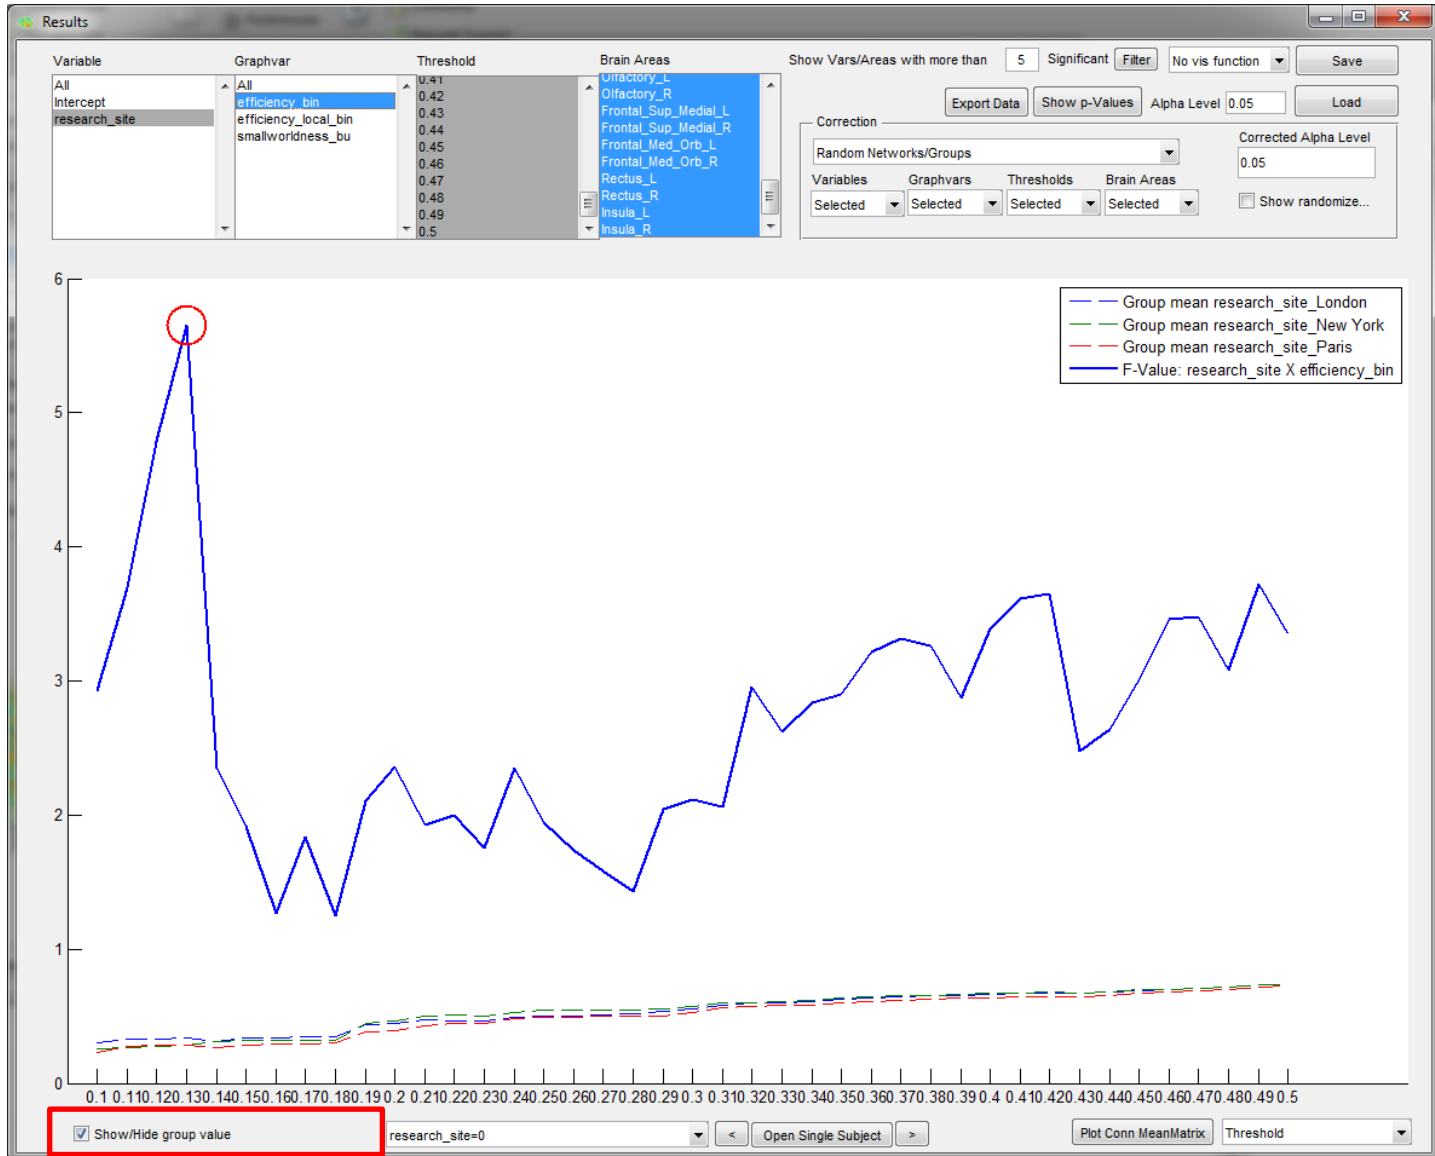 Results
Variable Graphvar Threshold Brain Areas Show Vars/Areas with more than 5 Significant Filter No vis function Save
All
Intercept
research_site
All
efficiency_bin
efficiency_local_bin
smallworldness_bu
0.41
0.42
0.43
0.44
0.45
0.46
0.47
0.48
0.49
0.5
Olfactory_L
Olfactory_R
Frontal_Sup_Medial_L
Frontal_Sup_Medial_R
Frontal_Med_Orb_L
Frontal_Med_Orb_R
Rectus_L
Rectus_R
Insula_L
Insula_R
Export Data Show p-Values Alpha Level 0.05 Load
Correction
Random Networks/Groups
Variables Graphvars Thresholds Brain Areas
Selected Selected Selected Selected
Corrected Alpha Level
0.05
Show randomize...
6
5
4
3
2
1
0
Group mean research_site_London
Group mean research_site_New York
Group mean research_site_Paris
F-Value: research_site X efficiency_bin
0.1 0.11 0.12 0.13 0.14 0.15 0.16 0.17 0.18 0.19 0.2 0.21 0.22 0.23 0.24 0.25 0.26 0.27 0.28 0.29 0.3 0.31 0.32 0.33 0.34 0.35 0.36 0.37 0.38 0.39 0.4 0.41 0.42 0.43 0.44 0.45 0.46 0.47 0.48 0.49 0.5
Show/Hide group value research_site=0 < Open Single Subject > Plot Conn MeanMatrix Threshold